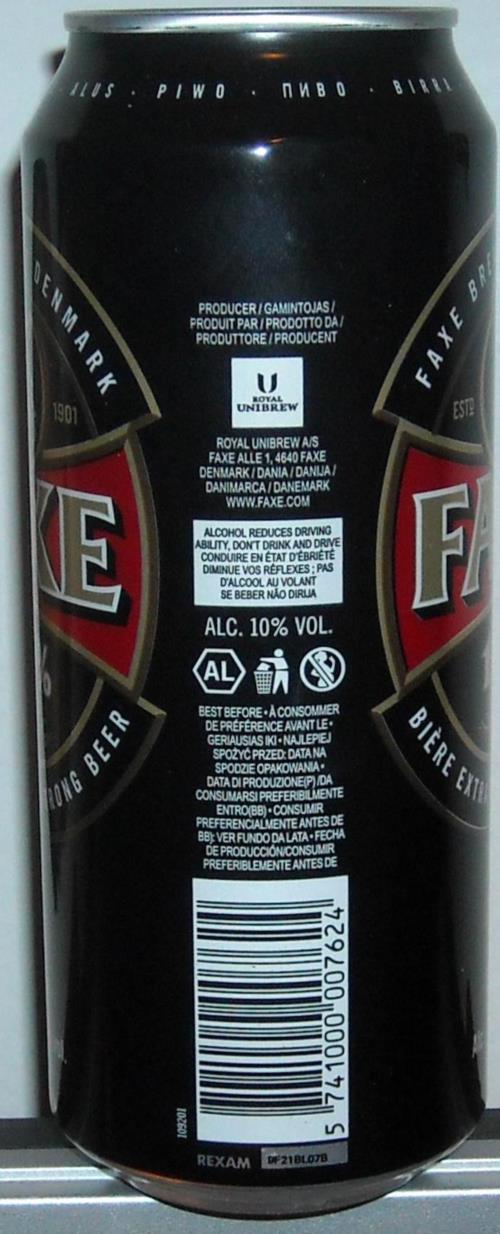 ALUS · PIWO · ПИВО · BIRRA
DENMARK
1901
KE
%
RONG BEER
PRODUCER / GAMINTOJAS /
PRODUIT PAR / PRODOTTO DA /
PRODUTTORE / PRODUCENT
ROYAL
UNIBREW
ROYAL UNIBREW A/S
FAXE ALLE 1, 4640 FAXE
DENMARK / DANIA / DANIJA /
DANIMARCA / DANEMARK
WWW.FAXE.COM
ALCOHOL REDUCES DRIVING
ABILITY, DON'T DRINK AND DRIVE
CONDUIRE EN ÉTAT D'ÉBRIÉTÉ
DIMINUE VOS RÉFLEXES ; PAS
D'ALCOOL AU VOLANT
SE BEBER NÃO DIRIJA
ALC. 10% VOL.
AL
BEST BEFORE • À CONSOMMER
DE PRÉFÉRENCE AVANT LE •
GERIAUSIAS IKI • NAJLEPIEJ
SPOŻYĆ PRZED: DATA NA
SPODZIE OPAKOWANIA •
DATA DI PRODUZIONE(P) /DA
CONSUMARSI PREFERIBILMENTE
ENTRO(BB) • CONSUMIR
PREFERENCIALMENTE ANTES DE
BB): VER FUNDO DA LATA • FECHA
DE PRODUCCIÓN/CONSUMIR
PREFERIBLEMENTE ANTES DE
5 741000 007624
109201
REXAM
DF21BL07B
FAXE BRE
ESTD
FA
1
BIÈRE EXTR